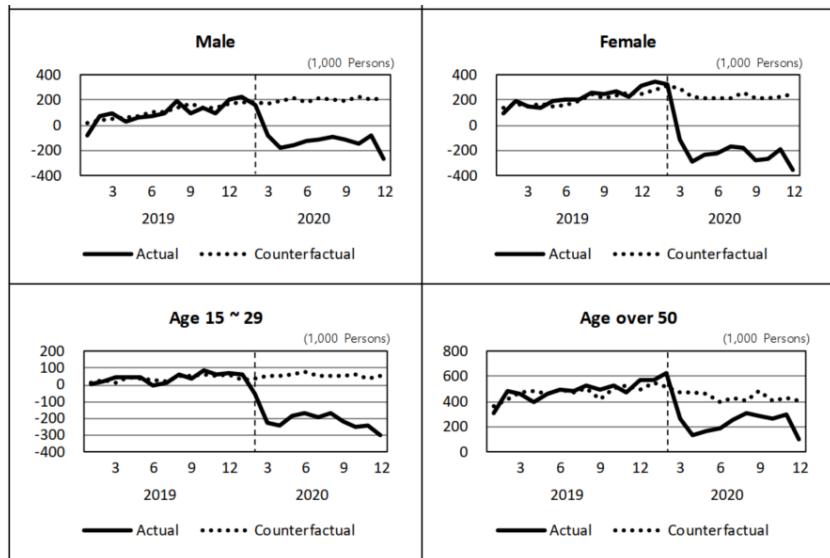 Male
(1,000 Persons)
400
200
0
-200
-400
3 6 9 12 3 6 9 12
2019 2020
Actual Counterfactual
Female
(1,000 Persons)
400
200
0
-200
-400
3 6 9 12 3 6 9 12
2019 2020
Actual Counterfactual
Age 15 ~ 29
(1,000 Persons)
200
100
0
-100
-200
-300
-400
3 6 9 12 3 6 9 12
2019 2020
Actual Counterfactual
Age over 50
(1,000 Persons)
800
600
400
200
0
3 6 9 12 3 6 9 12
2019 2020
Actual Counterfactual